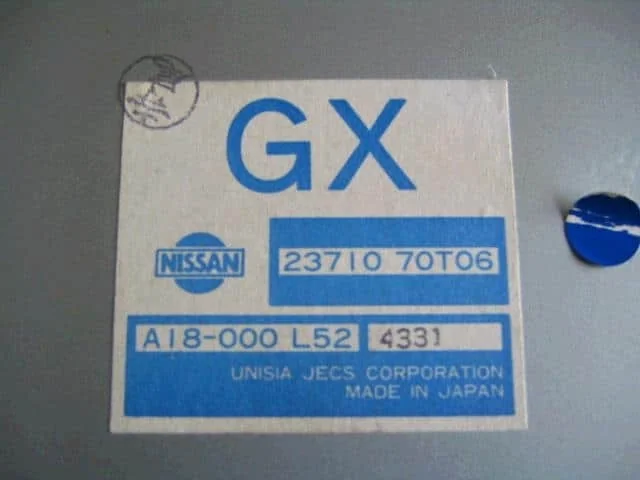 GX
NISSAN
23710 70T06
A18-000 L52 4331
UNISIA JECS CORPORATION
MADE IN JAPAN